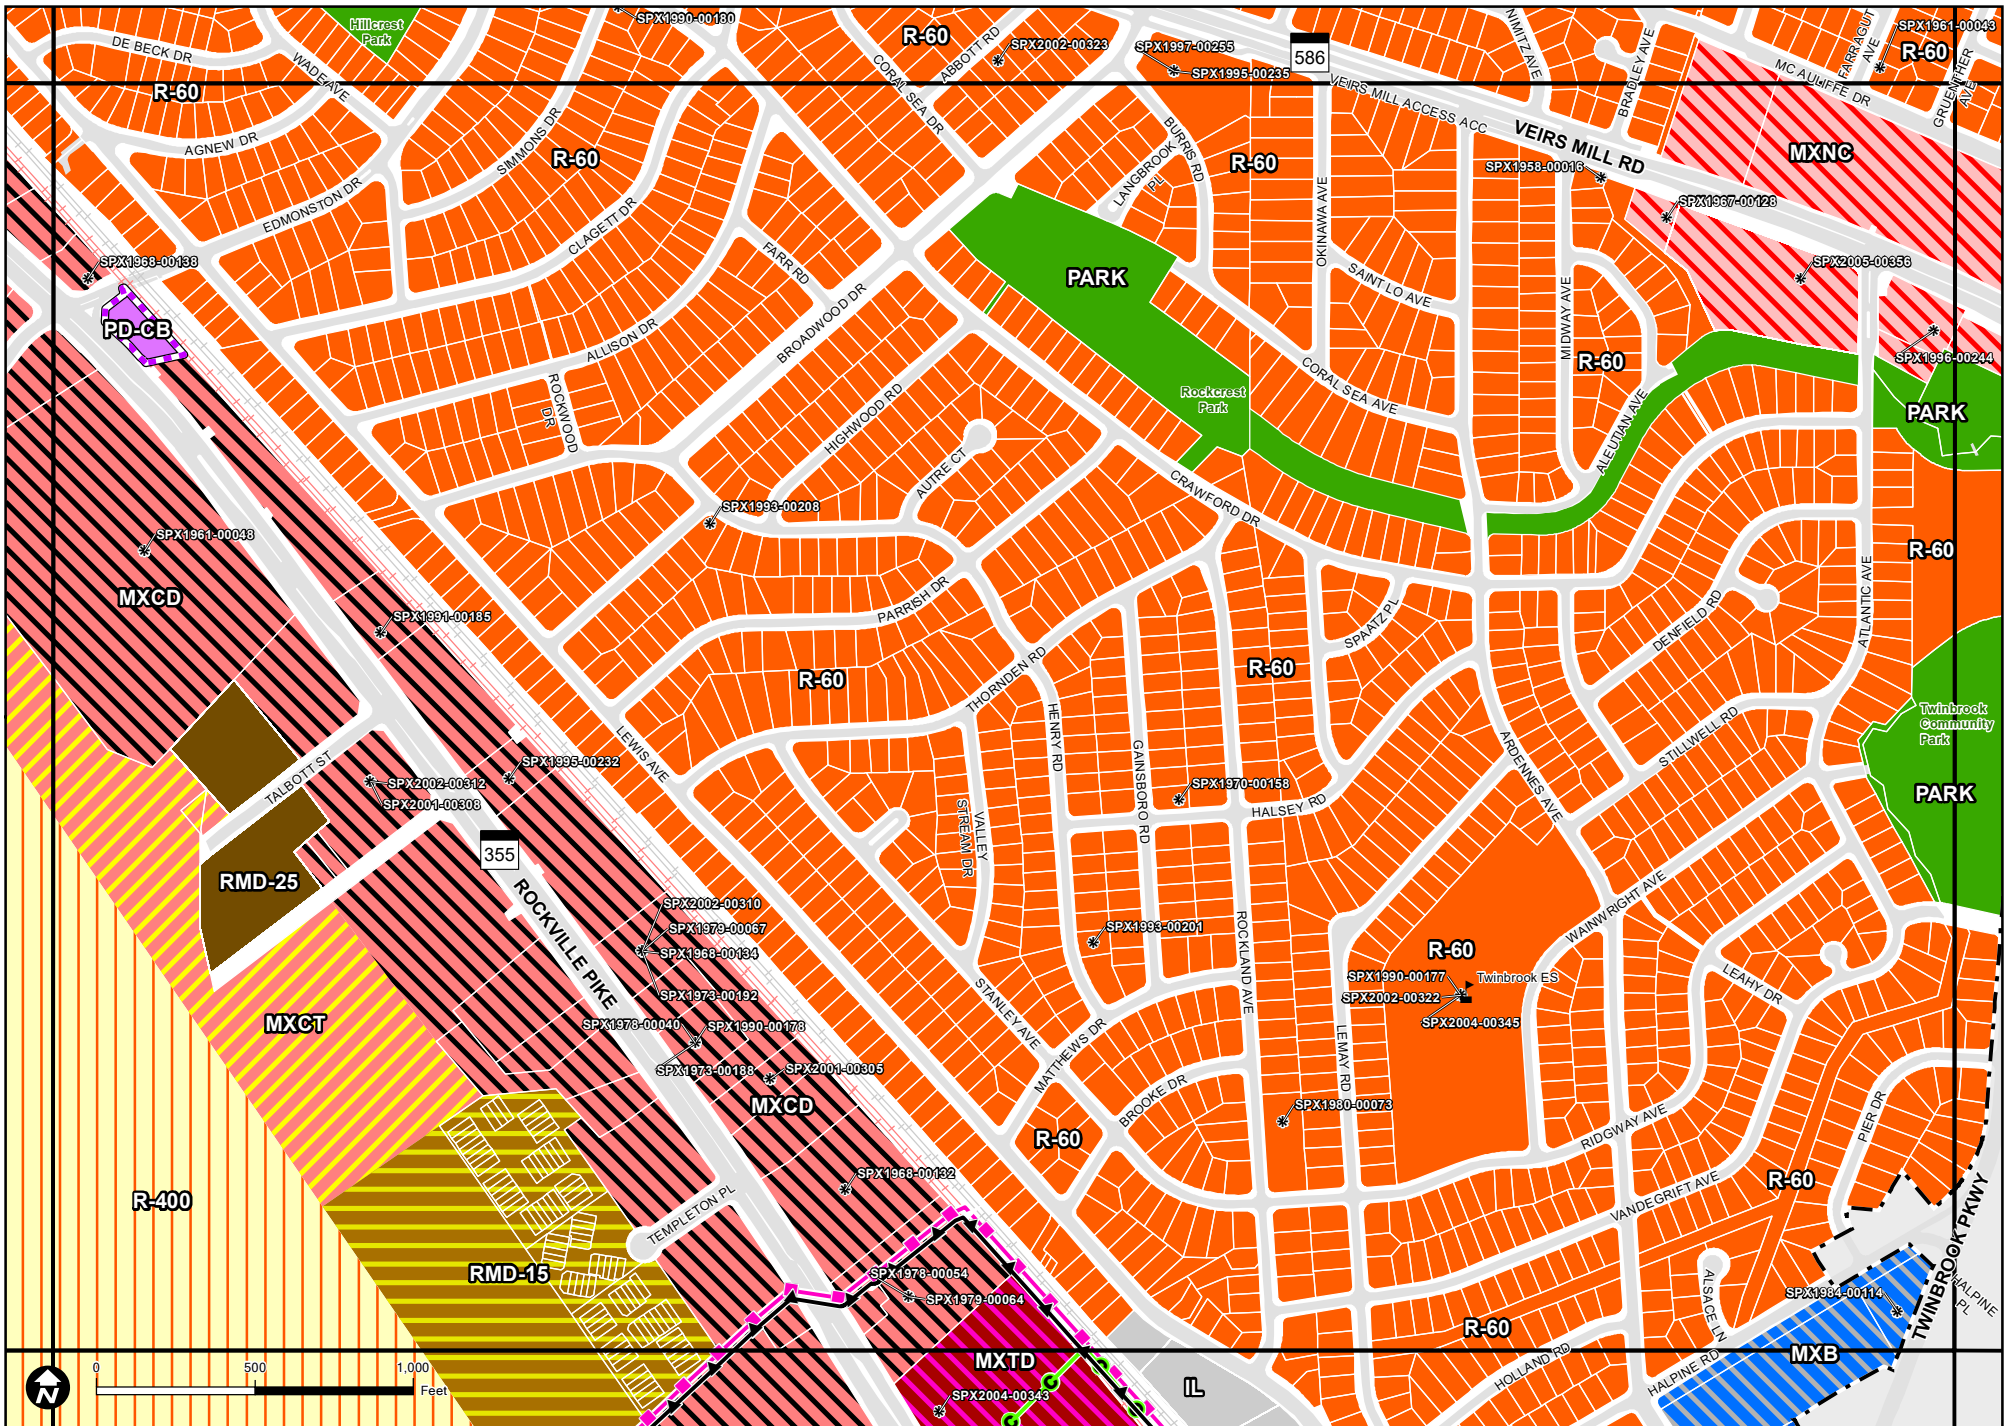 Hillcrest
Park
SPX1990-00180
R-60
ABBOTT RD
SPX2002-00323
SPX1997-00255
SPX1995-00235
586
NIMITZ AVE
BRADLEY AVE
FARRAGUT
AVE
SPX1961-00043
R-60
GRUENTHER
AVE
MC AULIFFE DR
DE BECK DR
WADE AVE
CORAL SEA DR
R-60
AGNEW DR
SIMMONS DR
R-60
BURRIS RD
LANGBROOK
PL
R-60
VEIRS MILL ACCESS ACC
VEIRS MILL RD
MXNC
SPX1958-00016
SPX1967-00128
EDMONSTON DR
CLAGETT DR
FARR RD
OKINAWA AVE
SAINT LO AVE
SPX2005-00356
SPX1968-00138
PARK
PD-CB
BROADWOOD DR
ALLISON DR
MIDWAY AVE
R-60
SPX1996-00244
ROCKWOOD
DR
HIGHWOOD RD
Rockcrest
Park
CORAL SEA AVE
ALEUTIAN AVE
PARK
AUTRE CT
CRAWFORD DR
SPX1993-00208
SPX1961-00048
R-60
MXCD
SPX1991-00185
PARRISH DR
SPAATZ PL
DENFIELD RD
ATLANTIC AVE
R-60
THORNDEN RD
R-60
HENRY RD
GAINSBORO RD
Twinbrook
Community
Park
LEWIS AVE
ARDENNES AVE
STILLWELL RD
SPX1995-00232
TALBOTT ST
SPX2002-00312
SPX2001-00308
SPX1970-00158
HALSEY RD
PARK
VALLEY
STREAM DR
355
RMD-25
ROCKVILLE PIKE
SPX2002-00310
SPX1979-00067
SPX1968-00134
SPX1973-00192
SPX1993-00201
ROCKLAND AVE
WAINWRIGHT AVE
R-60
SPX1990-00177
Twinbrook ES
SPX2002-00322
SPX2004-00345
LEAHY DR
MXCT
SPX1978-00040
SPX1990-00178
SPX1973-00188
SPX2001-00305
STANLEY AVE
MATTHEWS DR
LEMAY RD
MXCD
BROOKE DR
SPX1980-00073
R-60
RIDGWAY AVE
PIER DR
R-400
SPX1968-00132
TEMPLETON PL
VANDEGRIFT AVE
R-60
TWINBROOK PKWY
RMD-15
SPX1978-00054
SPX1979-00064
SPX1984-00114
HALPINE
PL
ALSACE LN
R-60
MXTD
HOLLAND RD
HALPINE RD
MXB
IL
SPX2004-00343
N
0
500
1,000
Feet